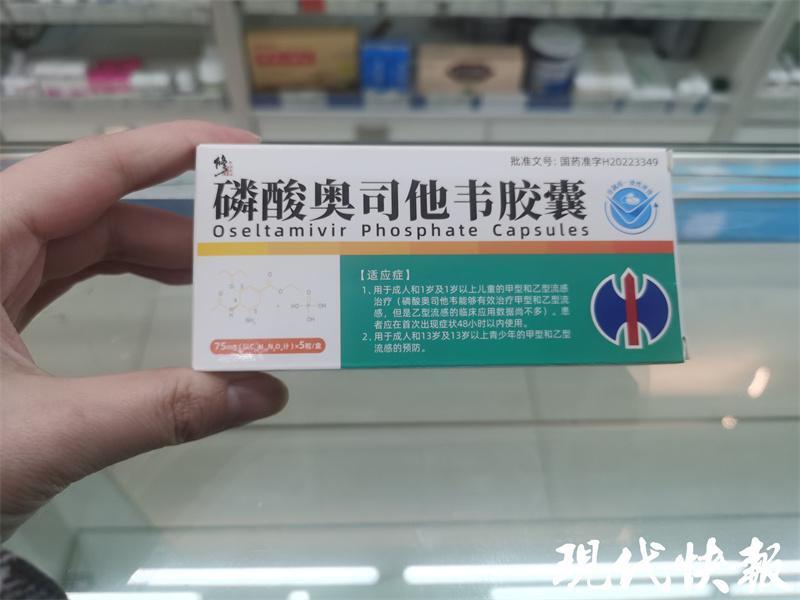 修
批准文号：国药准字H20223349
磷酸奥司他韦胶囊
Oseltamivir Phosphate Capsules
【适应症】
1、用于成人和1岁及1岁以上儿童的甲型和乙型流感
治疗（磷酸奥司他韦能够有效治疗甲型和乙型流
感，但是乙型流感的临床应用数据尚不多）。患
者应在首次出现症状48小时以内使用。
2、用于成人和13岁及13岁以上青少年的甲型和乙型
流感的预防。
NH₂
HO
OH
OH
×5粒/盒
现代快报